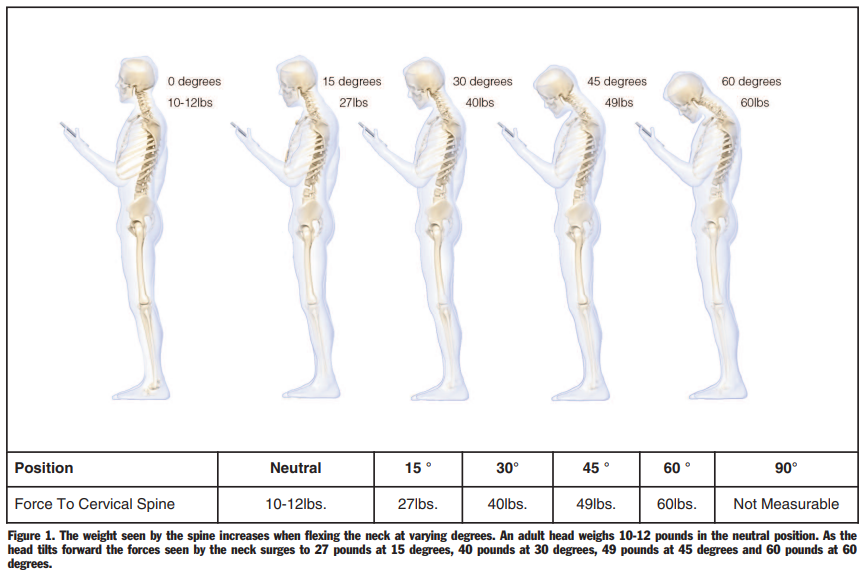 0 degrees
10-12lbs
15 degrees
27lbs
30 degrees
40lbs
45 degrees
49lbs
60 degrees
60lbs
Position Neutral 15 ° 30° 45 ° 60 ° 90°
Force To Cervical Spine 10-12lbs. 27lbs. 40lbs. 49lbs. 60lbs. Not Measurable
Figure 1. The weight seen by the spine increases when flexing the neck at varying degrees. An adult head weighs 10-12 pounds in the neutral position. As the
head tilts forward the forces seen by the neck surges to 27 pounds at 15 degrees, 40 pounds at 30 degrees, 49 pounds at 45 degrees and 60 pounds at 60
degrees.